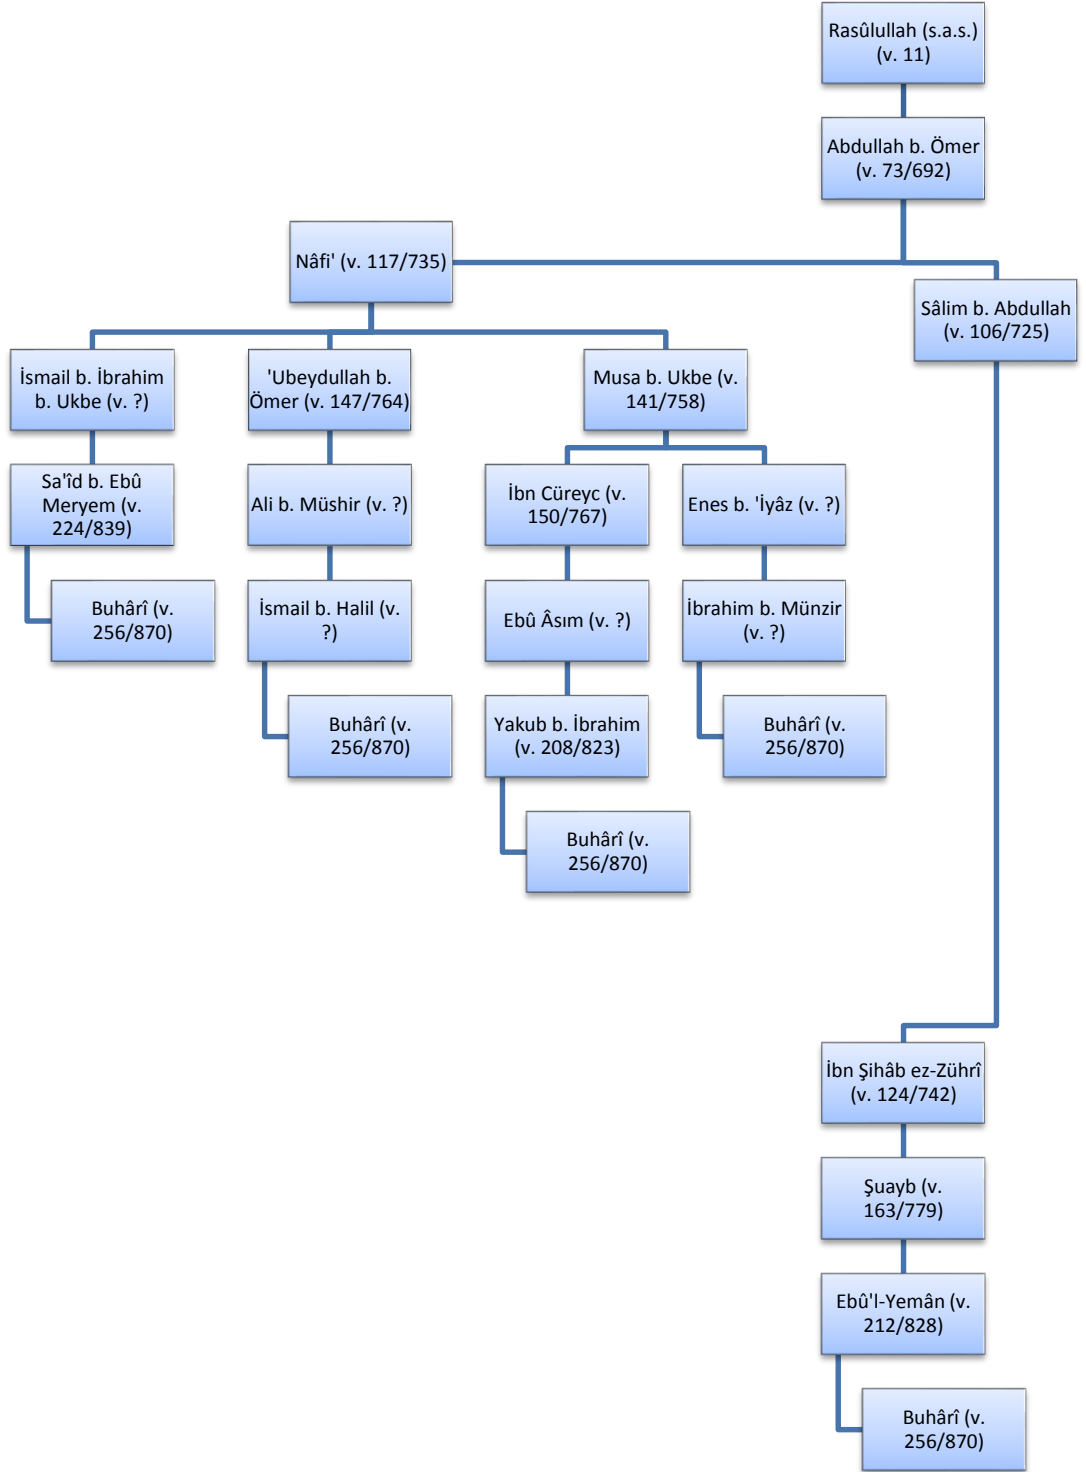 Rasûlullah (s.a.s.)
(v. 11)
Abdullah b. Ömer
(v. 73/692)
Nâfi' (v. 117/735)
Sâlim b. Abdullah
(v. 106/725)
İsmail b. İbrahim
b. Ukbe (v. ?)
'Ubeydullah b.
Ömer (v. 147/764)
Musa b. Ukbe (v.
141/758)
Sa'îd b. Ebû
Meryem (v.
224/839)
Ali b. Müshir (v. ?)
İbn Cüreyc (v.
150/767)
Enes b. 'İyâz (v. ?)
Buhârî (v.
256/870)
İsmail b. Halil (v.
?)
Ebû Âsım (v. ?)
İbrahim b. Münzir
(v. ?)
Buhârî (v.
256/870)
Yakub b. İbrahim
(v. 208/823)
Buhârî (v.
256/870)
Buhârî (v.
256/870)
İbn Şihâb ez-Zührî
(v. 124/742)
Şuayb (v.
163/779)
Ebû'l-Yemân (v.
212/828)
Buhârî (v.
256/870)